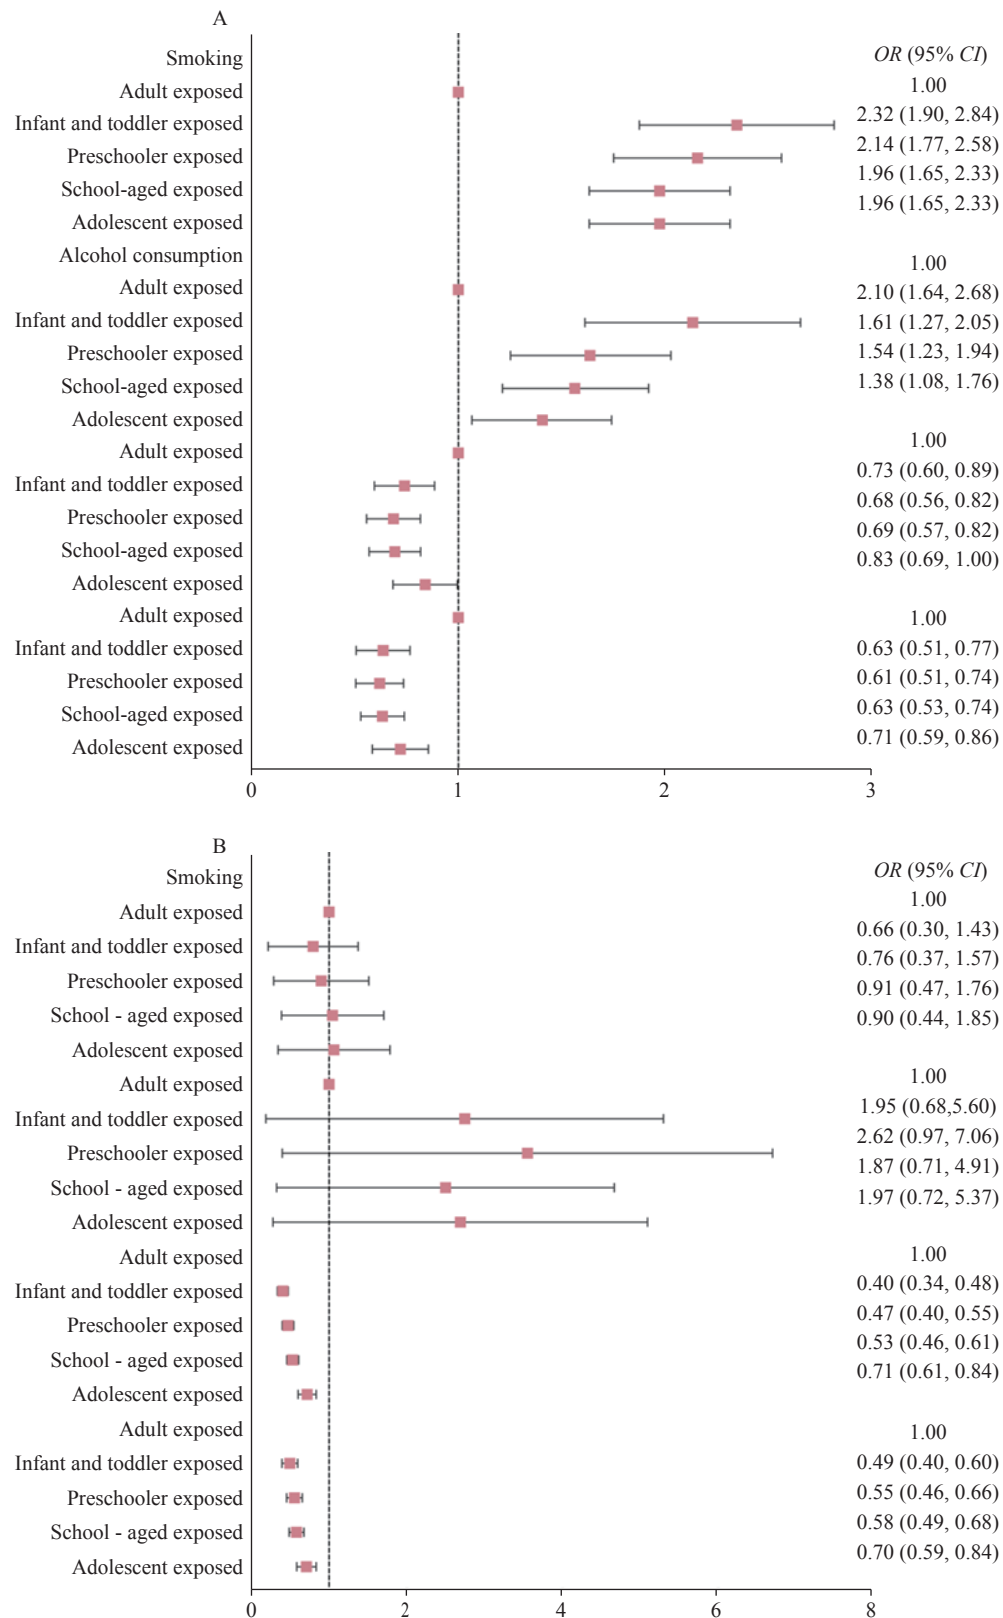 A
OR (95% CI)
Smoking
Adult exposed 1.00
Infant and toddler exposed 2.32 (1.90, 2.84)
Preschooler exposed 2.14 (1.77, 2.58)
School-aged exposed 1.96 (1.65, 2.33)
Adolescent exposed 1.96 (1.65, 2.33)
Alcohol consumption
Adult exposed 1.00
Infant and toddler exposed 2.10 (1.64, 2.68)
Preschooler exposed 1.61 (1.27, 2.05)
School-aged exposed 1.54 (1.23, 1.94)
Adolescent exposed 1.38 (1.08, 1.76)
Adult exposed 1.00
Infant and toddler exposed 0.73 (0.60, 0.89)
Preschooler exposed 0.68 (0.56, 0.82)
School-aged exposed 0.69 (0.57, 0.82)
Adolescent exposed 0.83 (0.69, 1.00)
Adult exposed 1.00
Infant and toddler exposed 0.63 (0.51, 0.77)
Preschooler exposed 0.61 (0.51, 0.74)
School-aged exposed 0.63 (0.53, 0.74)
Adolescent exposed 0.71 (0.59, 0.86)
0 1 2 3
B
OR (95% CI)
Smoking
Adult exposed 1.00
Infant and toddler exposed 0.66 (0.30, 1.43)
Preschooler exposed 0.76 (0.37, 1.57)
School - aged exposed 0.91 (0.47, 1.76)
Adolescent exposed 0.90 (0.44, 1.85)
Adult exposed 1.00
Infant and toddler exposed 1.95 (0.68,5.60)
Preschooler exposed 2.62 (0.97, 7.06)
School - aged exposed 1.87 (0.71, 4.91)
Adolescent exposed 1.97 (0.72, 5.37)
Adult exposed 1.00
Infant and toddler exposed 0.40 (0.34, 0.48)
Preschooler exposed 0.47 (0.40, 0.55)
School - aged exposed 0.53 (0.46, 0.61)
Adolescent exposed 0.71 (0.61, 0.84)
Adult exposed 1.00
Infant and toddler exposed 0.49 (0.40, 0.60)
Preschooler exposed 0.55 (0.46, 0.66)
School - aged exposed 0.58 (0.49, 0.68)
Adolescent exposed 0.70 (0.59, 0.84)
0 2 4 6 8